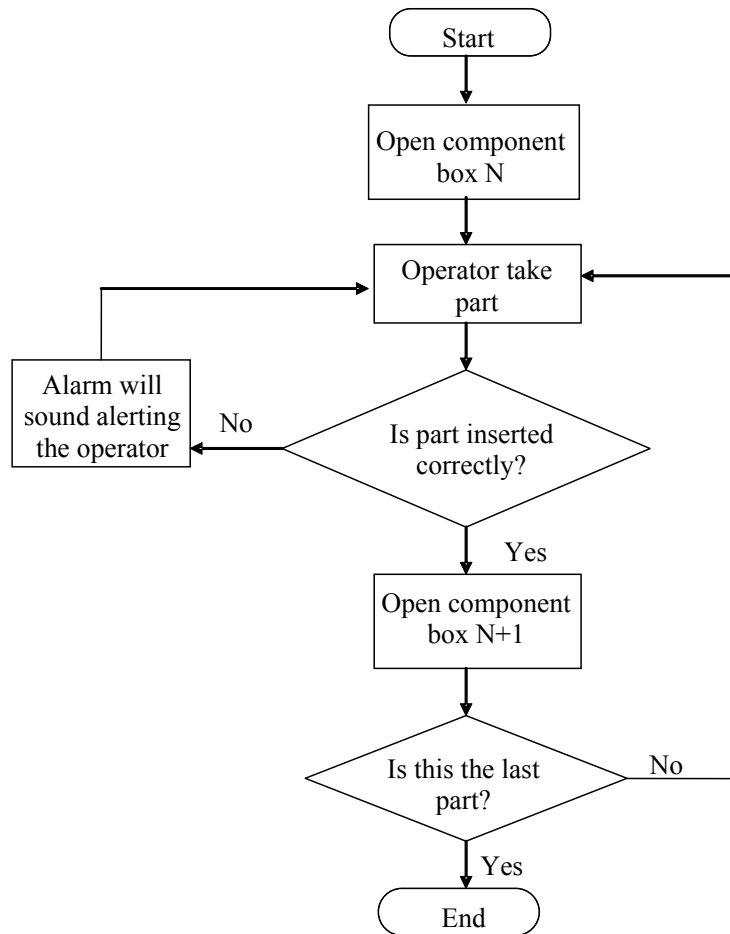 Start
Open component
box N
Operator take
part
Alarm will
sound alerting
the operator
No
Is part inserted
correctly?
Yes
Open component
box N+1
Is this the last
part?
No
Yes
End